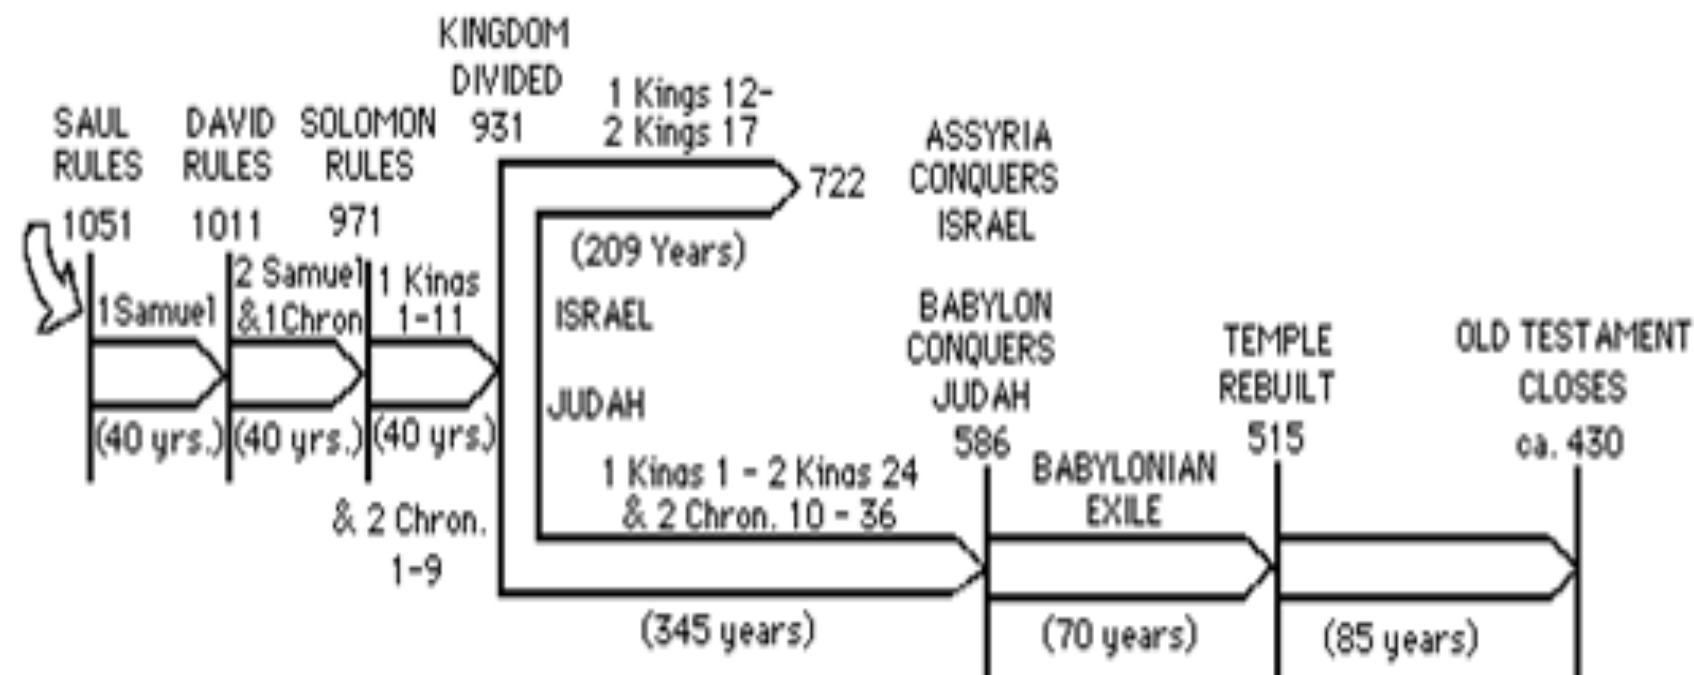 KINGDOM
DIVIDED
931
1 Kings 12-
2 Kings 17
SAUL
RULES
1051
DAVID
RULES
1011
SOLOMON
RULES
971
722
ASSYRIA
CONQUERS
ISRAEL
(209 Years)
1Samuel
2 Samuel
&1Chron
1 Kings
1-11
ISRAEL
JUDAH
BABYLON
CONQUERS
JUDAH
586
TEMPLE
REBUILT
515
OLD TESTAMENT
CLOSES
ca. 430
(40 yrs.)
(40 yrs.)
(40 yrs.)
& 2 Chron.
1-9
1 Kings 1 - 2 Kings 24
& 2 Chron. 10 - 36
BABYLONIAN
EXILE
(345 years)
(70 years)
(85 years)